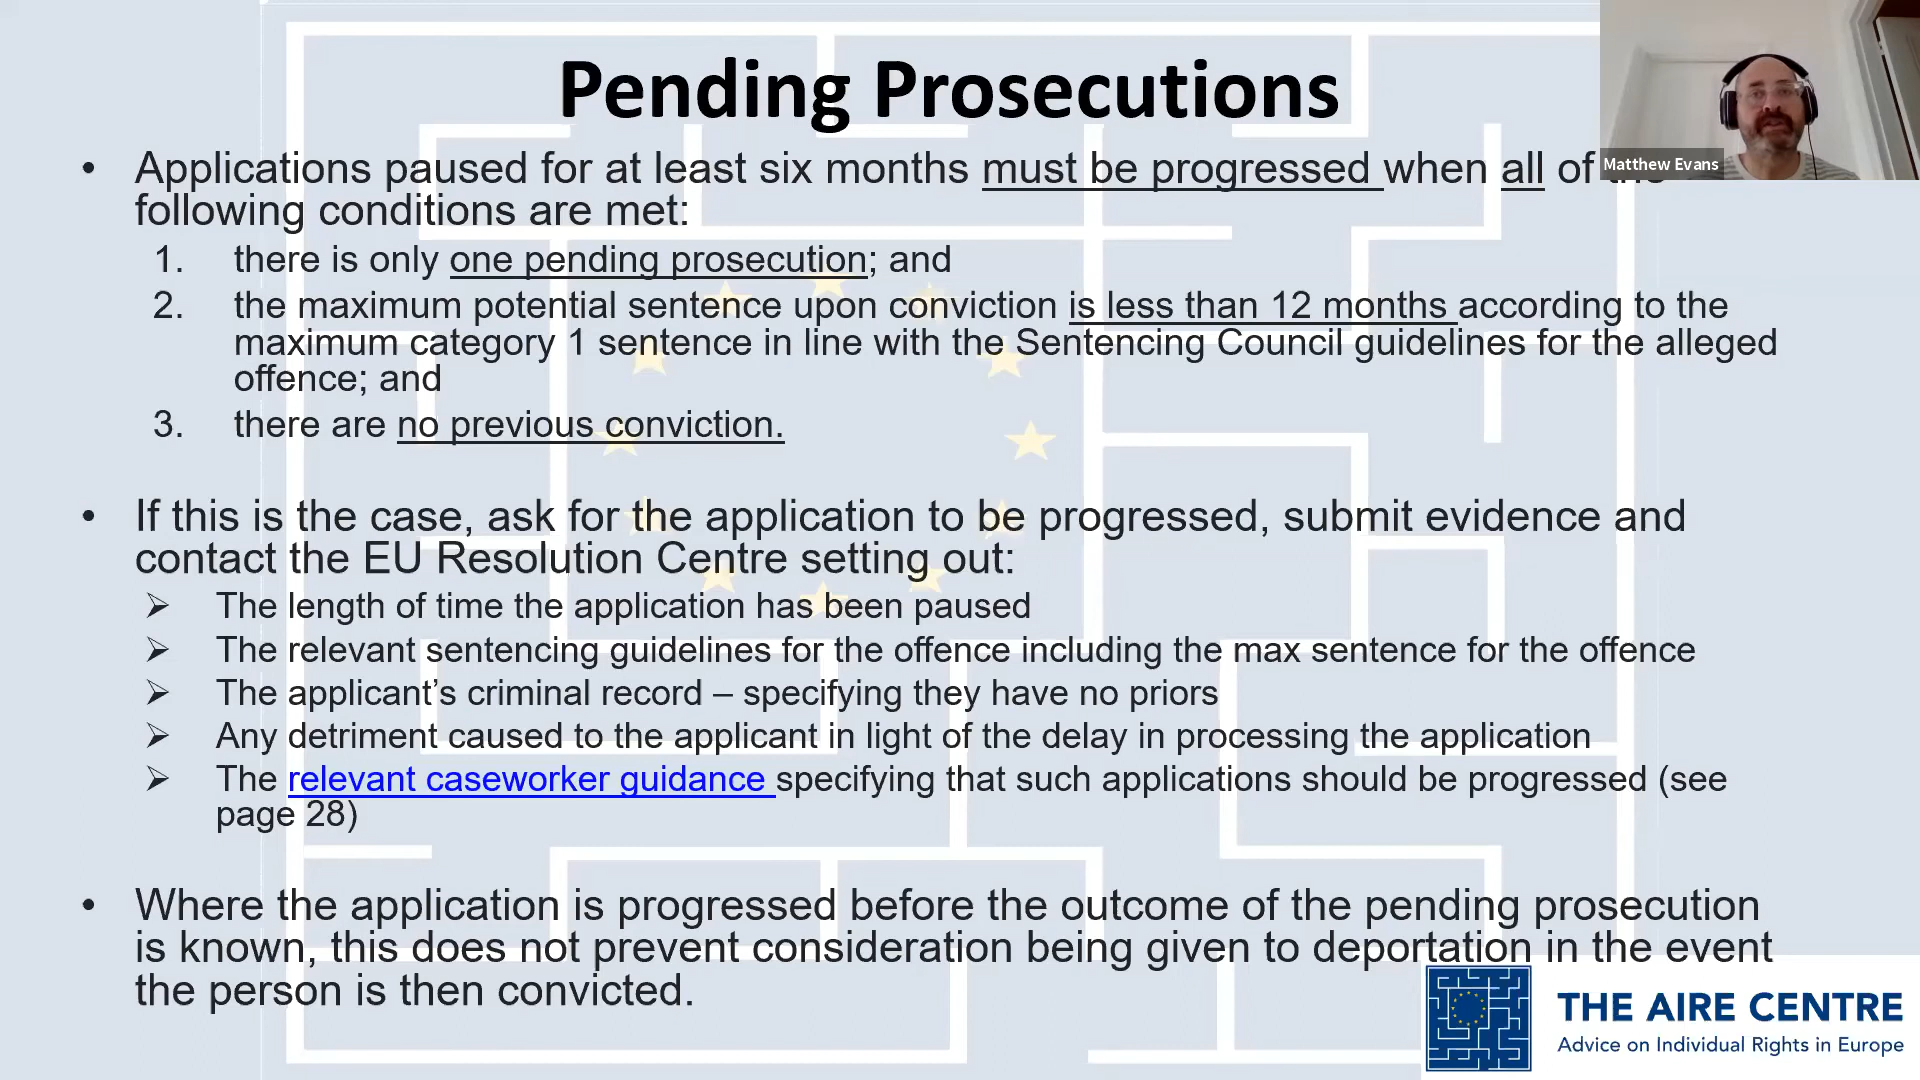 Pending Prosecutions
Matthew Evans
• Applications paused for at least six months must be progressed when all of the
following conditions are met:
1. there is only one pending prosecution; and
2. the maximum potential sentence upon conviction is less than 12 months according to the
maximum category 1 sentence in line with the Sentencing Council guidelines for the alleged
offence; and
3. there are no previous conviction.
• If this is the case, ask for the application to be progressed, submit evidence and
contact the EU Resolution Centre setting out:
➢ The length of time the application has been paused
➢ The relevant sentencing guidelines for the offence including the max sentence for the offence
➢ The applicant’s criminal record – specifying they have no priors
➢ Any detriment caused to the applicant in light of the delay in processing the application
➢ The relevant caseworker guidance specifying that such applications should be progressed (see
page 28)
• Where the application is progressed before the outcome of the pending prosecution
is known, this does not prevent consideration being given to deportation in the event
the person is then convicted.
THE AIRE CENTRE
Advice on Individual Rights in Europe